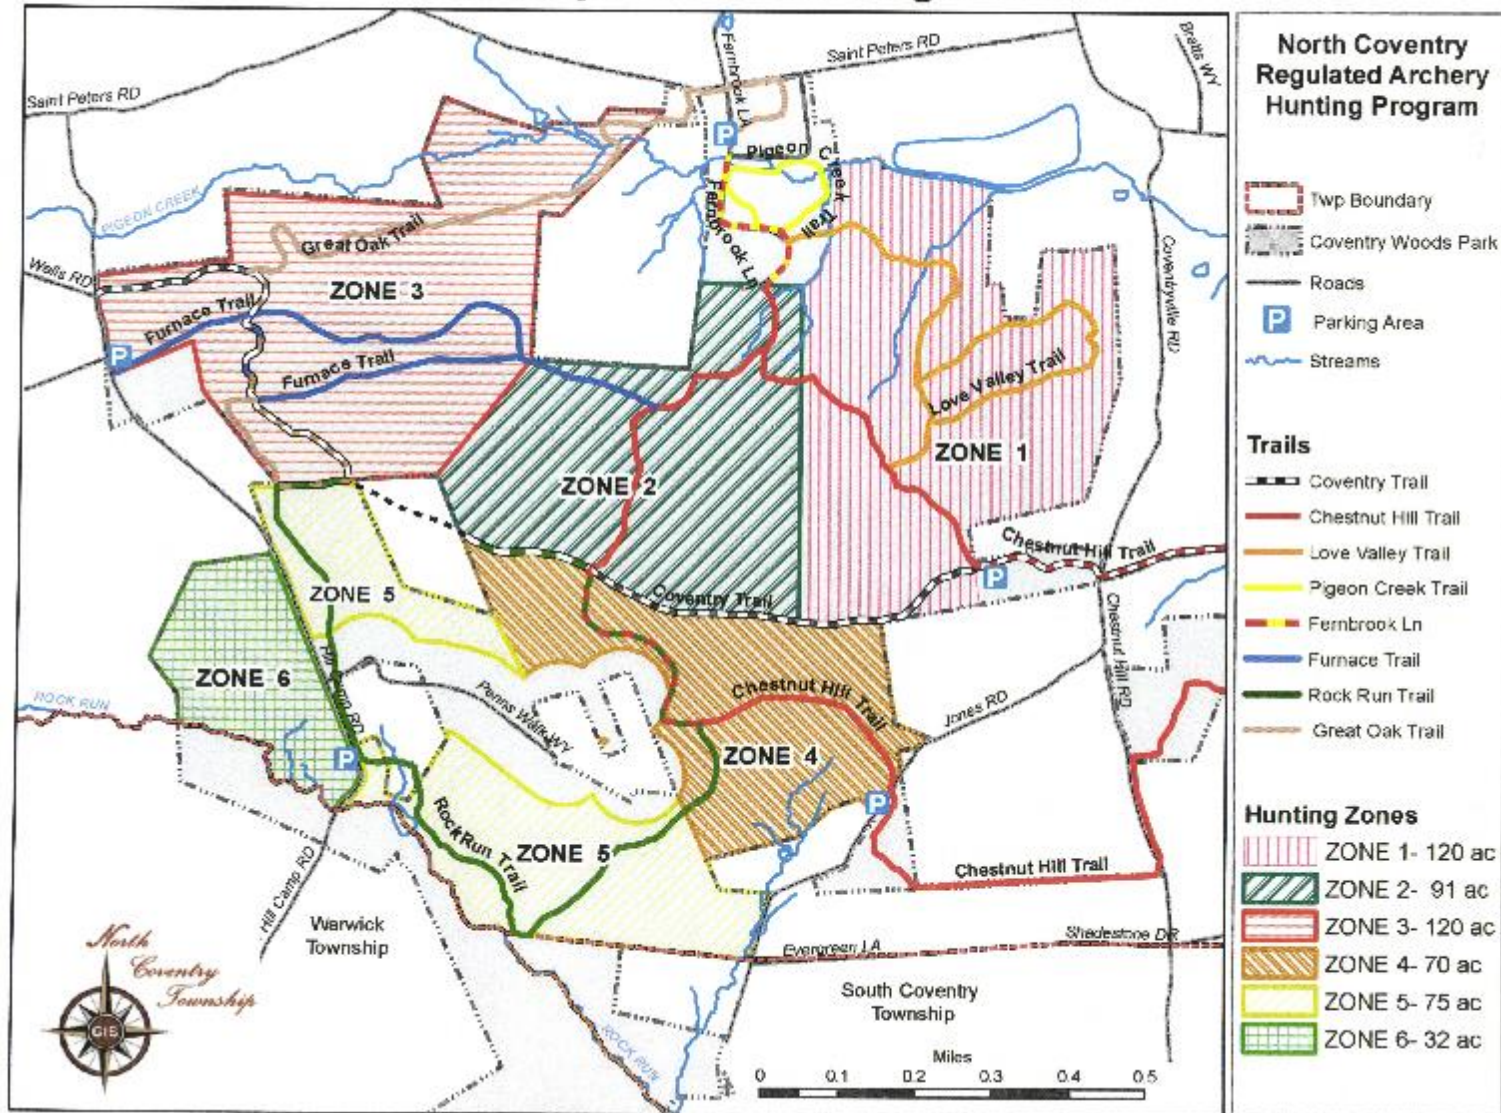 Saint Peters RD
Fernbrook LA
Saint Peters RD
Bratts WY
PIGEON CREEK
Pigeon
Creek
Trail
Fernbrook Ln
Wells RD
Great Oak Trail
ZONE 3
Furnace Trail
Furnace Trail
Coventryville RD
Love Valley Trail
ZONE 1
ZONE 2
Chestnut Hill Trail
Coventry Trail
ZONE 5
Hill Camp RD
ZONE 6
ROCK RUN
Penns Walk WY
Chestnut Hill Trail
Jones RD
Chestnut Hill RD
ZONE 4
Rock Run Trail
ZONE 5
Chestnut Hill Trail
Hill Camp RD
Warwick
Township
Evergreen LA
Shadestone DR
South Coventry
Township
ROCK RUN
North
Coventry
Township
GIS
Miles
0 0.1 0.2 0.3 0.4 0.5
P
P
P
P
P
North Coventry
Regulated Archery
Hunting Program
Twp Boundary
Coventry Woods Park
Roads
P Parking Area
Streams
Trails
Coventry Trail
Chestnut Hill Trail
Love Valley Trail
Pigeon Creek Trail
Fernbrook Ln
Furnace Trail
Rock Run Trail
Great Oak Trail
Hunting Zones
ZONE 1- 120 ac
ZONE 2- 91 ac
ZONE 3- 120 ac
ZONE 4- 70 ac
ZONE 5- 75 ac
ZONE 6- 32 ac